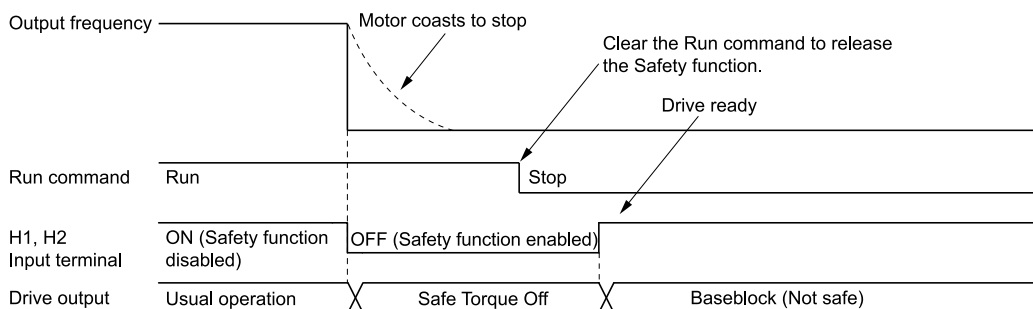 Output frequency
Motor coasts to stop
Clear the Run command to release
the Safety function.
Drive ready
Run command
Run
Stop
H1, H2
Input terminal
ON (Safety function
disabled)
OFF (Safety function enabled)
Drive output
Usual operation
Safe Torque Off
Baseblock (Not safe)